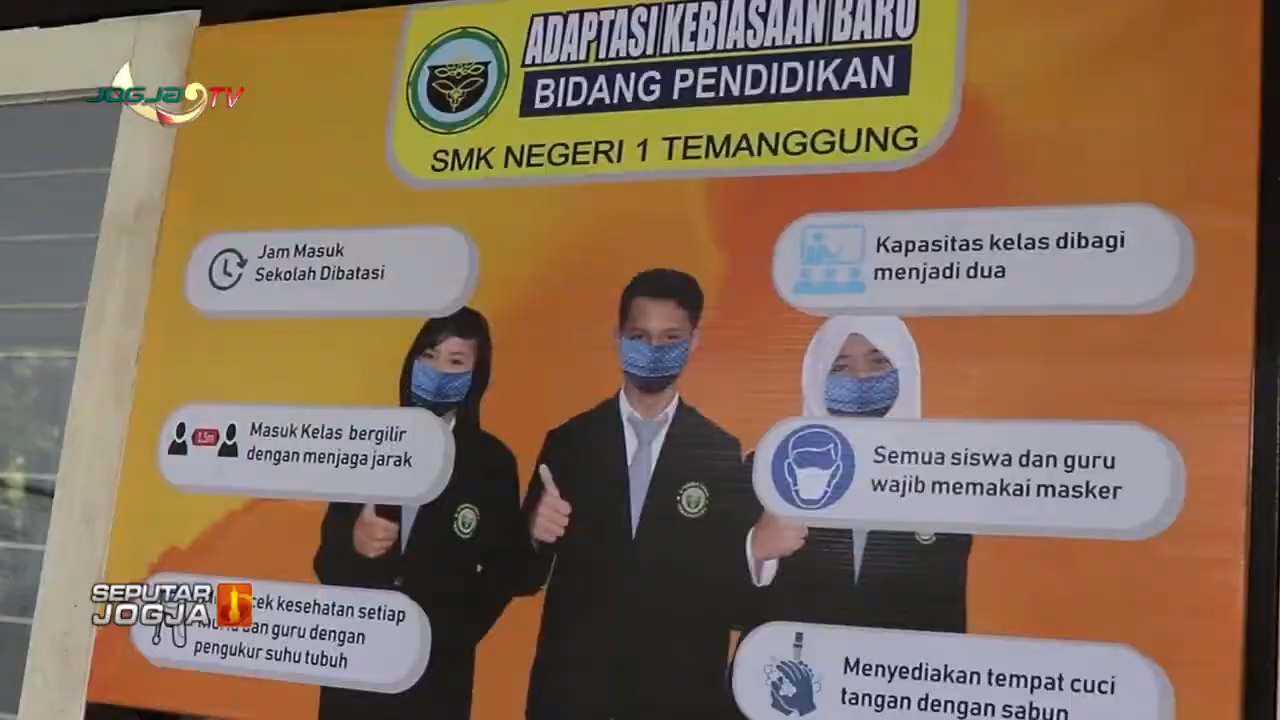 JOGJA TV
ADAPTASI KEBIASAAN BARU
BIDANG PENDIDIKAN
SMK NEGERI 1 TEMANGGUNG
Jam Masuk
Sekolah Dibatasi
Kapasitas kelas dibagi
menjadi dua
1.5m
Masuk Kelas bergilir
dengan menjaga jarak
Semua siswa dan guru
wajib memakai masker
cek kesehatan setiap
dan guru dengan
pengukur suhu tubuh
Menyediakan tempat cuci
tangan dengan sabun
SEPUTAR
JOGJA